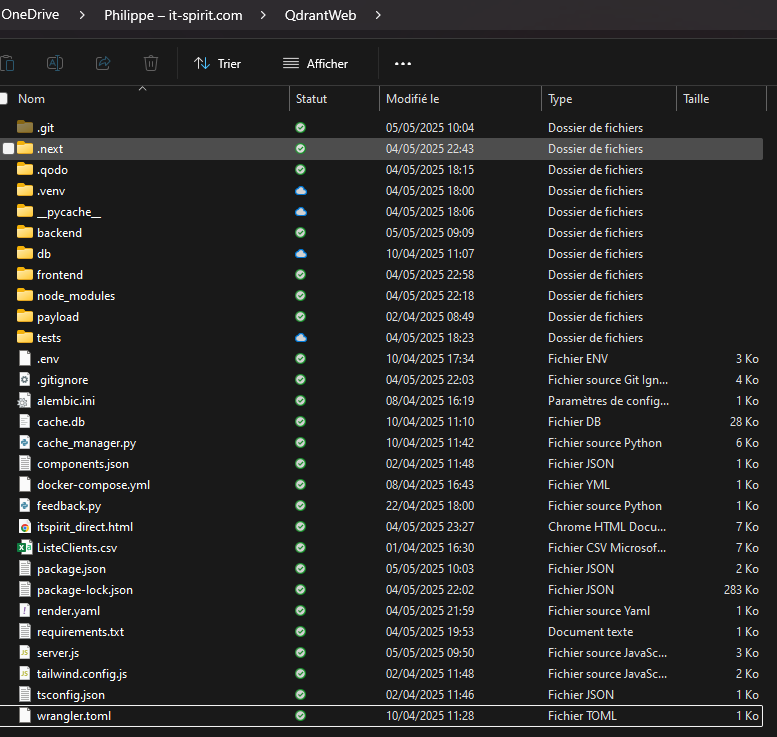 OneDrive > Philippe – it-spirit.com > QdrantWeb >
Trier Afficher
Nom Statut Modifié le Type Taille
.git 05/05/2025 10:04 Dossier de fichiers
.next 04/05/2025 22:43 Dossier de fichiers
.qodo 04/05/2025 18:15 Dossier de fichiers
.venv 04/05/2025 18:00 Dossier de fichiers
__pycache__ 04/05/2025 18:06 Dossier de fichiers
backend 05/05/2025 09:09 Dossier de fichiers
db 10/04/2025 11:07 Dossier de fichiers
frontend 04/05/2025 22:58 Dossier de fichiers
node_modules 04/05/2025 22:18 Dossier de fichiers
payload 02/04/2025 08:49 Dossier de fichiers
tests 04/05/2025 18:23 Dossier de fichiers
.env 10/04/2025 17:34 Fichier ENV 3 Ko
.gitignore 04/05/2025 22:03 Fichier source Git Ign... 4 Ko
alembic.ini 08/04/2025 16:19 Paramètres de config... 1 Ko
cache.db 10/04/2025 11:10 Fichier DB 28 Ko
cache_manager.py 10/04/2025 11:42 Fichier source Python 6 Ko
components.json 02/04/2025 11:48 Fichier JSON 1 Ko
docker-compose.yml 08/04/2025 16:43 Fichier YML 1 Ko
feedback.py 22/04/2025 18:00 Fichier source Python 1 Ko
itspirit_direct.html 04/05/2025 23:27 Chrome HTML Docu... 7 Ko
ListeClients.csv 01/04/2025 16:30 Fichier CSV Microsof... 7 Ko
package.json 05/05/2025 10:03 Fichier JSON 2 Ko
package-lock.json 04/05/2025 22:02 Fichier JSON 283 Ko
render.yaml 04/05/2025 21:59 Fichier source Yaml 1 Ko
requirements.txt 04/05/2025 19:53 Document texte 1 Ko
server.js 05/05/2025 09:50 Fichier source JavaSc... 3 Ko
tailwind.config.js 02/04/2025 11:48 Fichier source JavaSc... 2 Ko
tsconfig.json 02/04/2025 11:46 Fichier JSON 1 Ko
wrangler.toml 10/04/2025 11:28 Fichier TOML 1 Ko